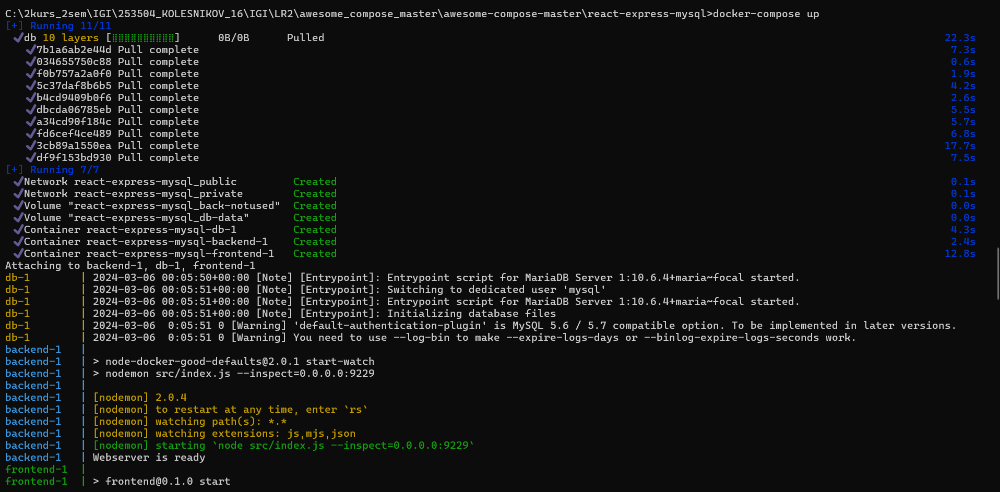 C:\2kurs_2sem\IGI\253504_KOLESNIKOV_16\IGI\LR2\awesome_compose_master\awesome-compose-master\react-express-mysql>docker-compose up
[+] Running 11/11
✔db 10 layers [⣿⣿⣿⣿⣿⣿⣿⣿⣿⣿]      0B/0B      Pulled 22.3s
✔7b1a6ab2e44d Pull complete 7.3s
✔034655750c88 Pull complete 0.6s
✔f0b757a2a0f0 Pull complete 1.9s
✔5c37daf8b6b5 Pull complete 4.2s
✔b4cd9409b0f6 Pull complete 2.6s
✔dbcda06785eb Pull complete 5.5s
✔a34cd90f184c Pull complete 5.7s
✔fd6cef4ce489 Pull complete 6.8s
✔3cb89a1550ea Pull complete 17.7s
✔df9f153bd930 Pull complete 7.5s
[+] Running 7/7
✔Network react-express-mysql_public Created 0.1s
✔Network react-express-mysql_private Created 0.1s
✔Volume "react-express-mysql_back-notused" Created 0.0s
✔Volume "react-express-mysql_db-data" Created 0.0s
✔Container react-express-mysql-db-1 Created 4.3s
✔Container react-express-mysql-backend-1 Created 2.4s
✔Container react-express-mysql-frontend-1 Created 12.8s
Attaching to backend-1, db-1, frontend-1
db-1 | 2024-03-06 00:05:50+00:00 [Note] [Entrypoint]: Entrypoint script for MariaDB Server 1:10.6.4+maria~focal started.
db-1 | 2024-03-06 00:05:51+00:00 [Note] [Entrypoint]: Switching to dedicated user 'mysql'
db-1 | 2024-03-06 00:05:51+00:00 [Note] [Entrypoint]: Entrypoint script for MariaDB Server 1:10.6.4+maria~focal started.
db-1 | 2024-03-06 00:05:51+00:00 [Note] [Entrypoint]: Initializing database files
db-1 | 2024-03-06  0:05:51 0 [Warning] 'default-authentication-plugin' is MySQL 5.6 / 5.7 compatible option. To be implemented in later versions.
db-1 | 2024-03-06  0:05:51 0 [Warning] You need to use --log-bin to make --expire-logs-days or --binlog-expire-logs-seconds work.
backend-1 |
backend-1 | > node-docker-good-defaults@2.0.1 start-watch
backend-1 | > nodemon src/index.js --inspect=0.0.0.0:9229
backend-1 |
backend-1 | [nodemon] 2.0.4
backend-1 | [nodemon] to restart at any time, enter `rs`
backend-1 | [nodemon] watching path(s): *.*
backend-1 | [nodemon] watching extensions: js,mjs,json
backend-1 | [nodemon] starting `node src/index.js --inspect=0.0.0.0:9229`
backend-1 | Webserver is ready
frontend-1 |
frontend-1 | > frontend@0.1.0 start